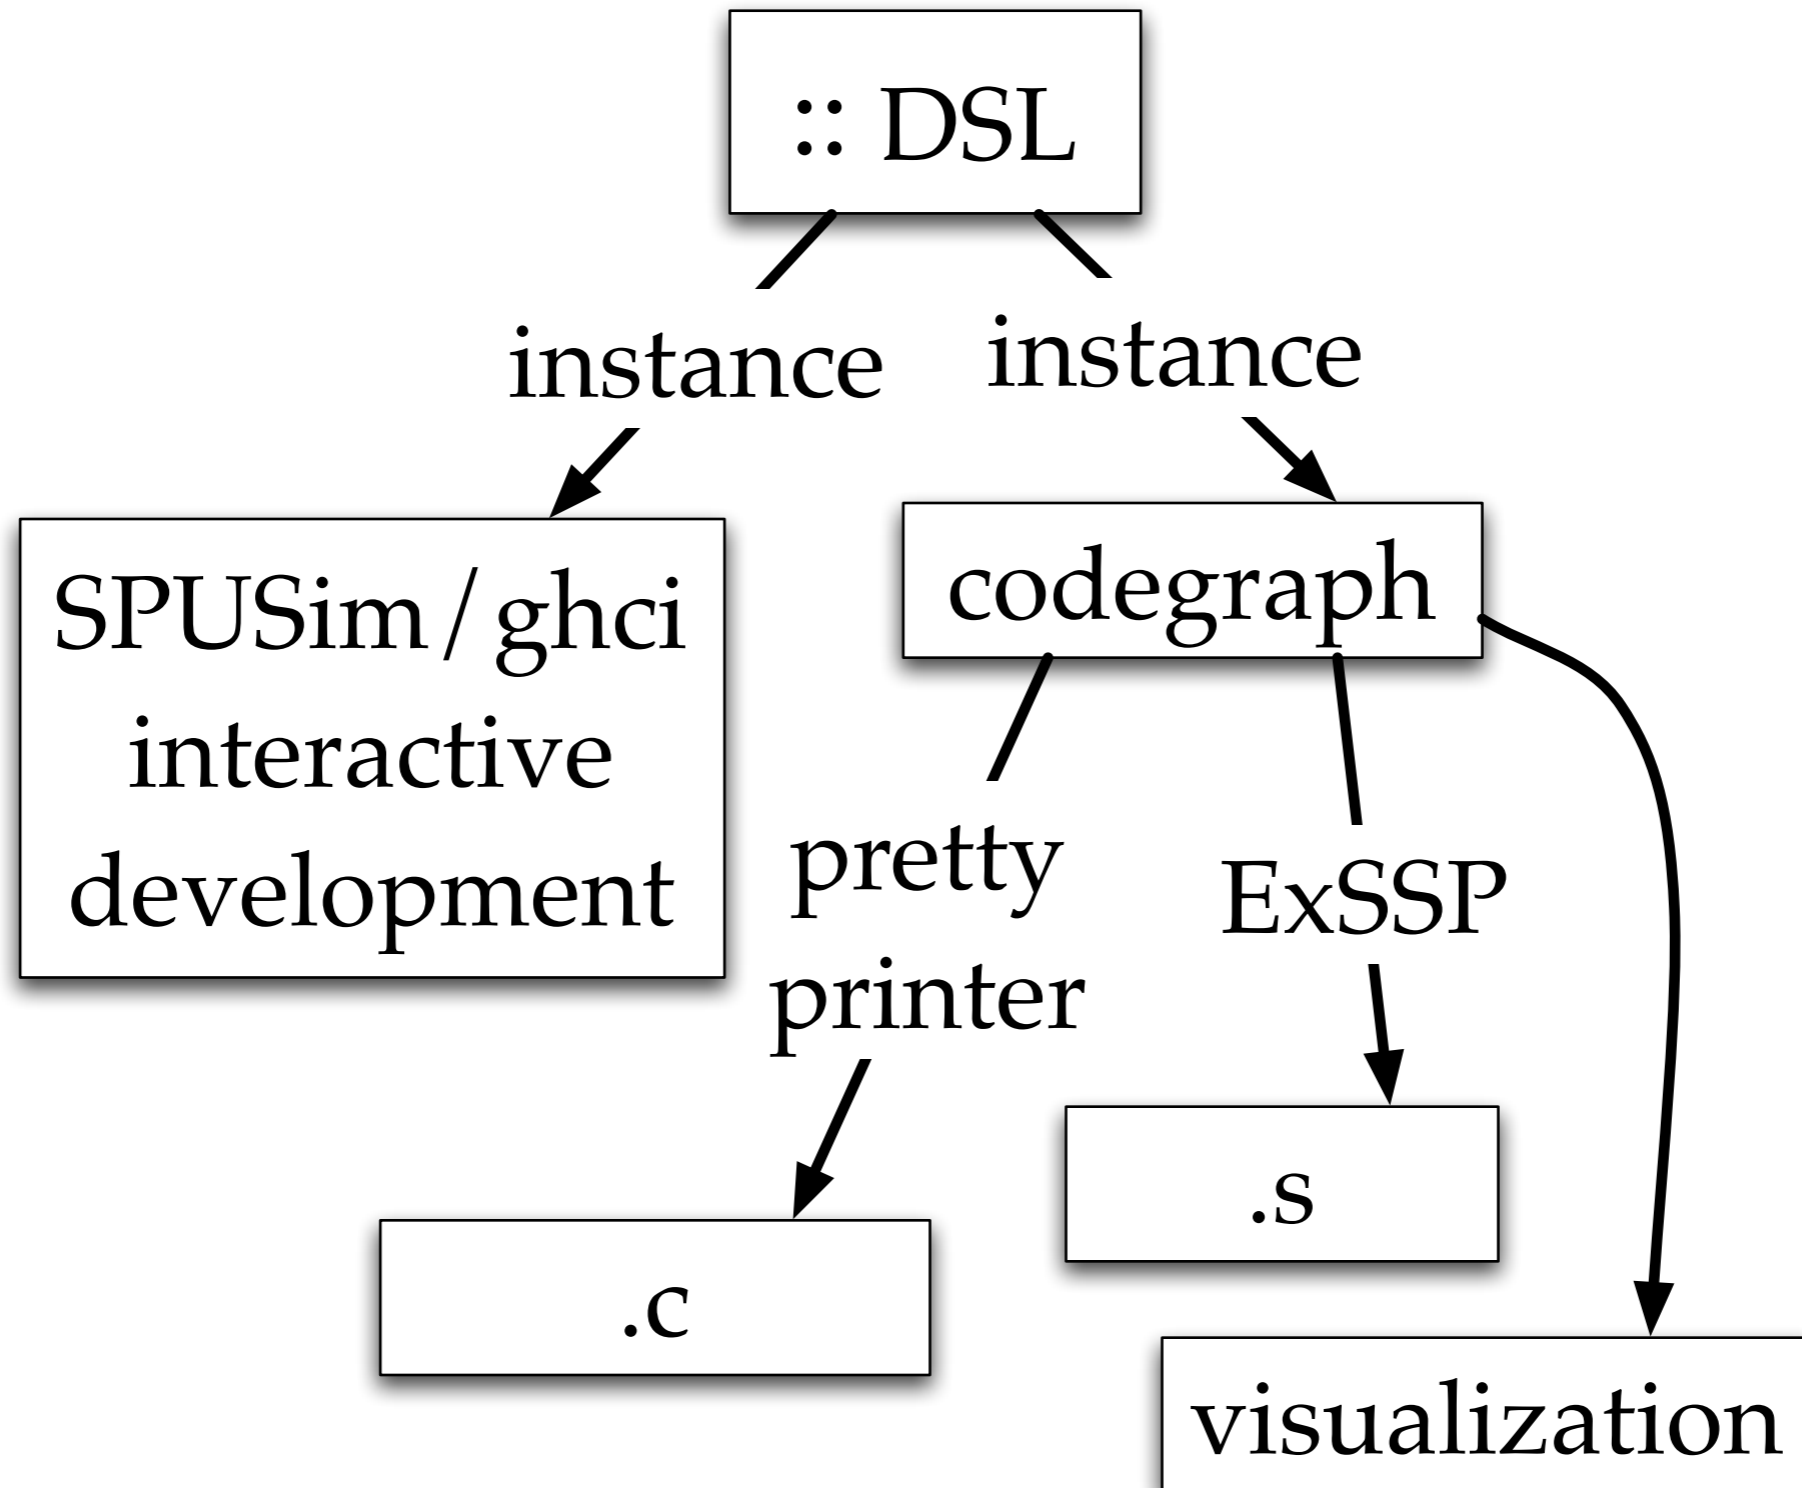 :: DSL
instance
instance
SPUSim/ghci
interactive
development
codegraph
pretty
printer
ExSSP
.s
.c
visualization